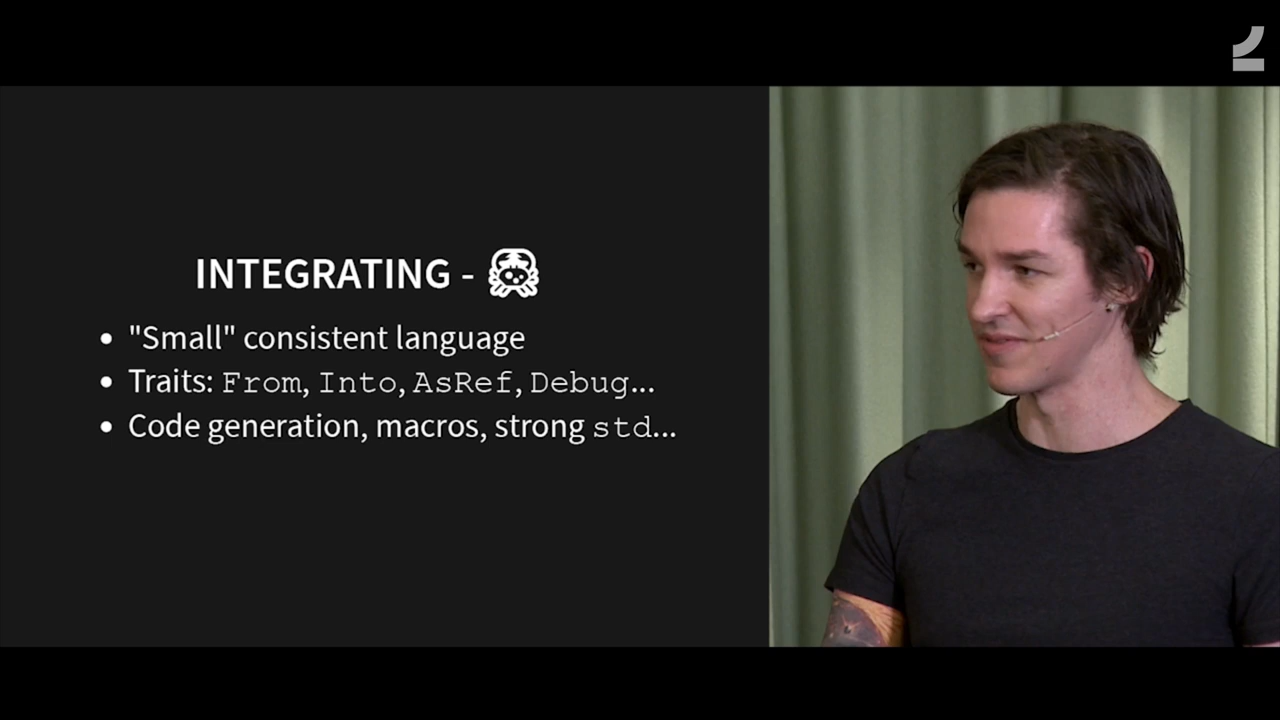 INTEGRATING -
"Small" consistent language
Traits: From, Into, AsRef, Debug...
Code generation, macros, strong std...